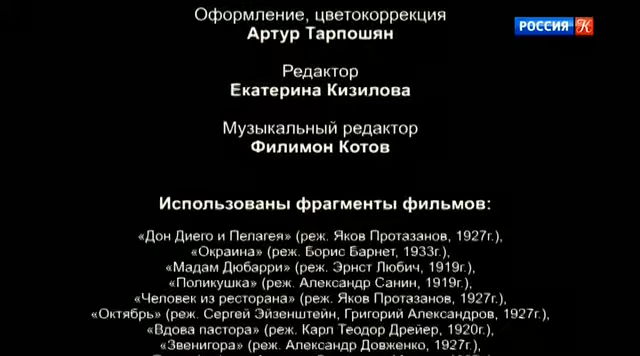 Оформление, цветокоррекция
РОССИЯ К
Артур Тарпошян
Редактор
Екатерина Кизилова
Музыкальный редактор
Филимон Котов
Использованы фрагменты фильмов:
«Дон Диего и Пелагея» (реж. Яков Протазанов, 1927г.),
«Окраина» (реж. Борис Барнет, 1933г.),
«Мадам Дюбарри» (реж. Эрнст Любич, 1919г.),
«Поликушка» (реж. Александр Санин, 1919г.),
«Человек из ресторана» (реж. Яков Протазанов, 1927г.),
«Октябрь» (реж. Сергей Эйзенштейн, Григорий Александров, 1927г.),
«Вдова пастора» (реж. Карл Теодор Дрейер, 1920г.),
«Звенигора» (реж. Александр Довженко, 1927г.),